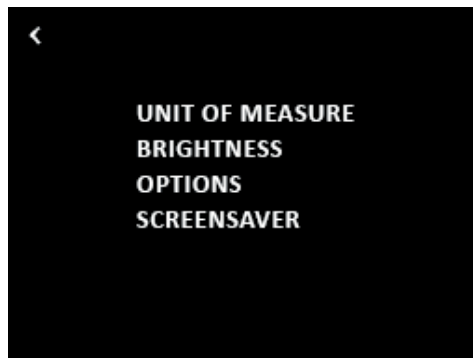 UNIT OF MEASURE
BRIGHTNESS
OPTIONS
SCREENSAVER